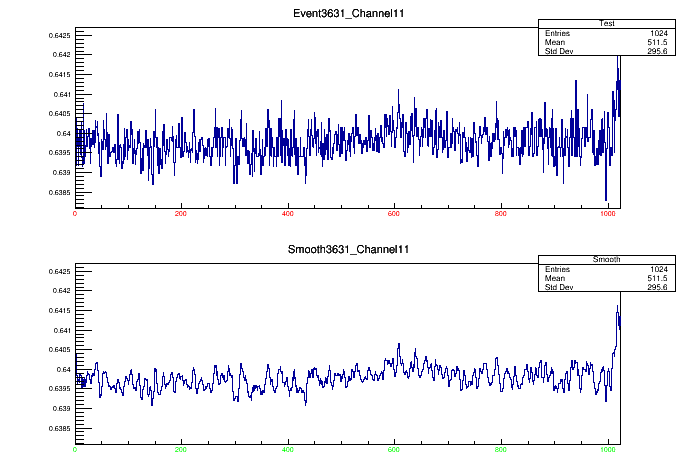 Event3631_Channel11
Test
Entries 1024
Mean 511.5
Std Dev 295.6
0.6425
0.642
0.6415
0.641
0.6405
0.64
0.6395
0.639
0.6385
0 200 400 600 800 1000
Smooth3631_Channel11
Smooth
Entries 1024
Mean 511.5
Std Dev 295.6
0.6425
0.642
0.6415
0.641
0.6405
0.64
0.6395
0.639
0.6385
0 200 400 600 800 1000